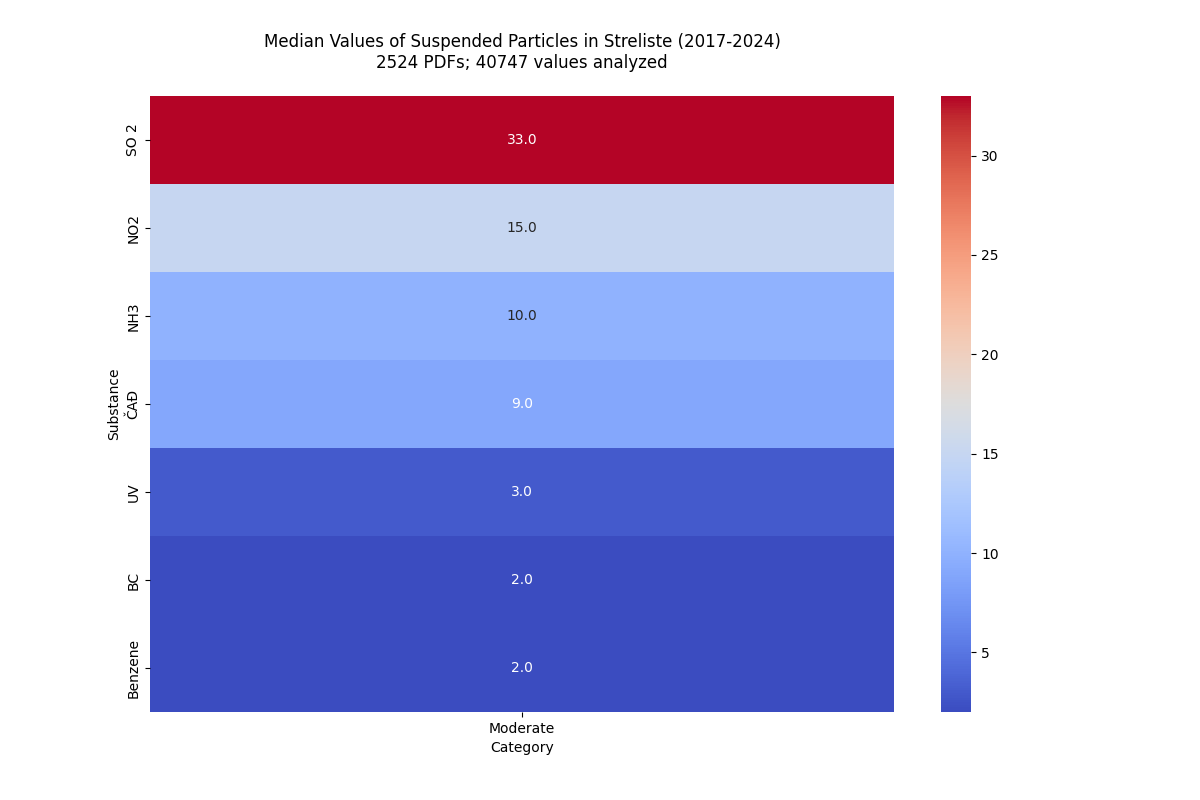 Median Values of Suspended Particles in Streliste (2017-2024)
2524 PDFs; 40747 values analyzed
Substance
SO 2
33.0
NO2
15.0
NH3
10.0
ČAĐ
9.0
UV
3.0
BC
2.0
Benzene
2.0
Moderate
Category
30
25
20
15
10
5